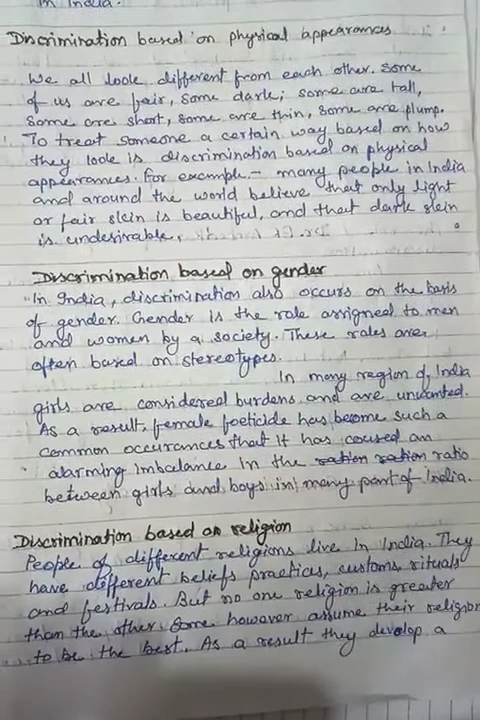 in India.
Discrimination based on physical appearances
We all look different from each other. Some
of us are fair, some dark; some are tall,
some are short, some are thin, some are plump.
To treat someone a certain way based on how
they look is discrimination based on physical
appearances. For example - many people in India
and around the world believe that only light
or fair skin is beautiful, and that dark skin
is undesirable.
Discrimination based on gender
In India, discrimination also occurs on the basis
of gender. Gender is the role assigned to men
and women by a society. These roles are
often based on stereotypes.
In many region of India
girls are considered burdens and are unwanted.
As a result, female foeticide has become such a
common occurances that it has caused an
alarming imbalance in the ration ration ratio
between girls and boys in many part of India.
Discrimination based on religion
People of different religions live in India. They
have different beliefs practices, customs rituals
and festivals. But no one religion is greater
than the other. Some however assume their religion
to be the best. As a result they develop a